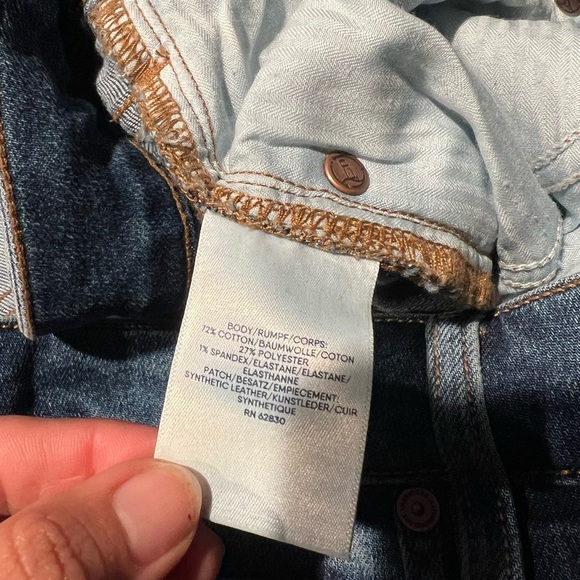 BODY/RUMPF/CORPS:
72% COTTON/BAUMWOLLE/COTON
27% POLYESTER
1% SPANDEX/ELASTANE/ELASTANE/
ELASTHANNE
PATCH/BESATZ/EMPIECEMENT:
SYNTHETIC LEATHER/KUNSTLEDER/CUIR
SYNTHETIQUE
RN 62830